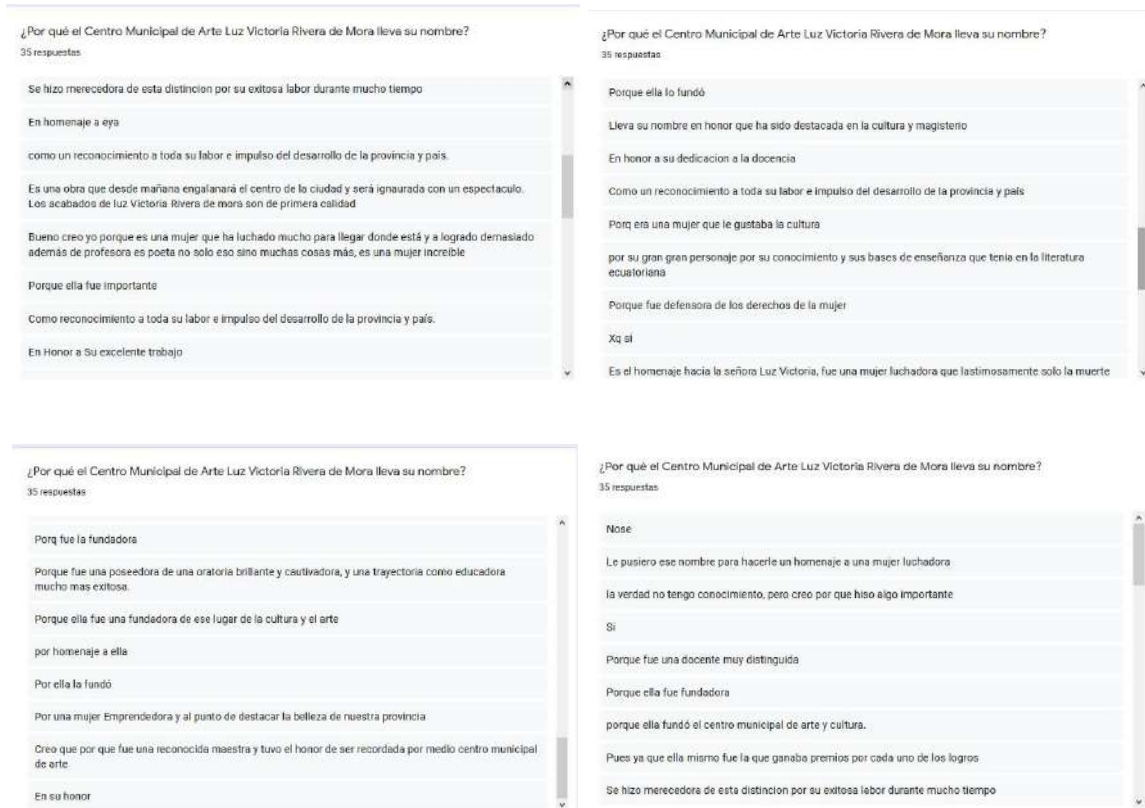 ¿Por qué el Centro Municipal de Arte Luz Victoria Rivera de Mora lleva su nombre?
35 respuestas
Se hizo merecedora de esta distincion por su exitosa labor durante mucho tiempo
En homenaje a eya
como un reconocimiento a toda su labor e impulso del desarrollo de la provincia y pais.
Es una obra que desde mañana engalanará el centro de la ciudad y será ignaurada con un espectaculo.
Los acabados de luz Victoria Rivera de mora son de primera calidad
Bueno creo yo porque es una mujer que ha luchado mucho para llegar donde está y a logrado demasiado
además de profesora es poeta no solo eso sino muchas cosas más, es una mujer increíble
Porque ella fue importante
Como reconocimiento a toda su labor e impulso del desarrollo de la provincia y país.
En Honor a Su excelente trabajo
¿Por qué el Centro Municipal de Arte Luz Victoria Rivera de Mora lleva su nombre?
35 respuestas
Porque ella lo fundó
Lleva su nombre en honor que ha sido destacada en la cultura y magisterio
En honor a su dedicacion a la docencia
Como un reconocimiento a toda su labor e impulso del desarrollo de la provincia y país
Porq era una mujer que le gustaba la cultura
por su gran gran personaje por su conocimiento y sus bases de enseñanza que tenia en la literatura
ecuatoriana
Porque fue defensora de los derechos de la mujer
Xq sí
Es el homenaje hacia la señora Luz Victoria, fue una mujer luchadora que lastimosamente solo la muerte
¿Por qué el Centro Municipal de Arte Luz Victoria Rivera de Mora lleva su nombre?
35 respuestas
Porq fue la fundadora
Porque fue una poseedora de una oratoria brillante y cautivadora, y una trayectoria como educadora
mucho mas exitosa.
Porque ella fue una fundadora de ese lugar de la cultura y el arte
por homenaje a ella
Por ella la fundó
Por una mujer Emprendedora y al punto de destacar la belleza de nuestra provincia
Creo que por que fue una reconocida maestra y tuvo el honor de ser recordada por medio centro municipal
de arte
En su honor
¿Por qué el Centro Municipal de Arte Luz Victoria Rivera de Mora lleva su nombre?
35 respuestas
Nose
Le pusiero ese nombre para hacerle un homenaje a una mujer luchadora
la verdad no tengo conocimiento, pero creo por que hiso algo importante
Si
Porque fue una docente muy distinguida
Porque ella fue fundadora
porque ella fundó el centro municipal de arte y cultura.
Pues ya que ella mismo fue la que ganaba premios por cada uno de los logros
Se hizo merecedora de esta distincion por su exitosa labor durante mucho tiempo